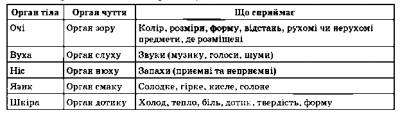 Орган тіла Орган чуття Що сприймає
Очі Орган зору Колір, розміри, форму, відстань, рухомі чи нерухомі
предмети, де розміщені
Вуха Орган слуху Звуки (музику, голоси, шуми)
Ніс Орган нюху Запахи (приємні та неприємні)
Язик Орган смаку Солодке, гірке, кисле, солоне
Шкіра Орган дотику Холод, тепло, біль, дотик, твердість, форму